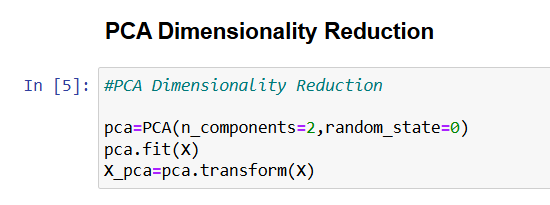 PCA Dimensionality Reduction
In [5]: #PCA Dimensionality Reduction
pca=PCA(n_components=2,random_state=0)
pca.fit(X)
X_pca=pca.transform(X)